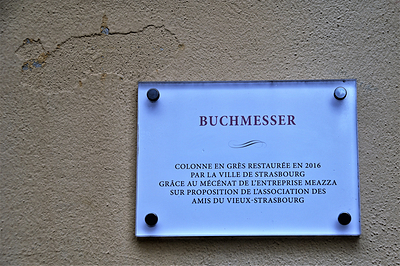 BUCHMESSER
COLONNE EN GRÈS RESTAURÉE EN 2016
PAR LA VILLE DE STRASBOURG
GRÂCE AU MÉCÉNAT DE L'ENTREPRISE MEAZZA
SUR PROPOSITION DE L'ASSOCIATION DES
AMIS DU VIEUX-STRASBOURG